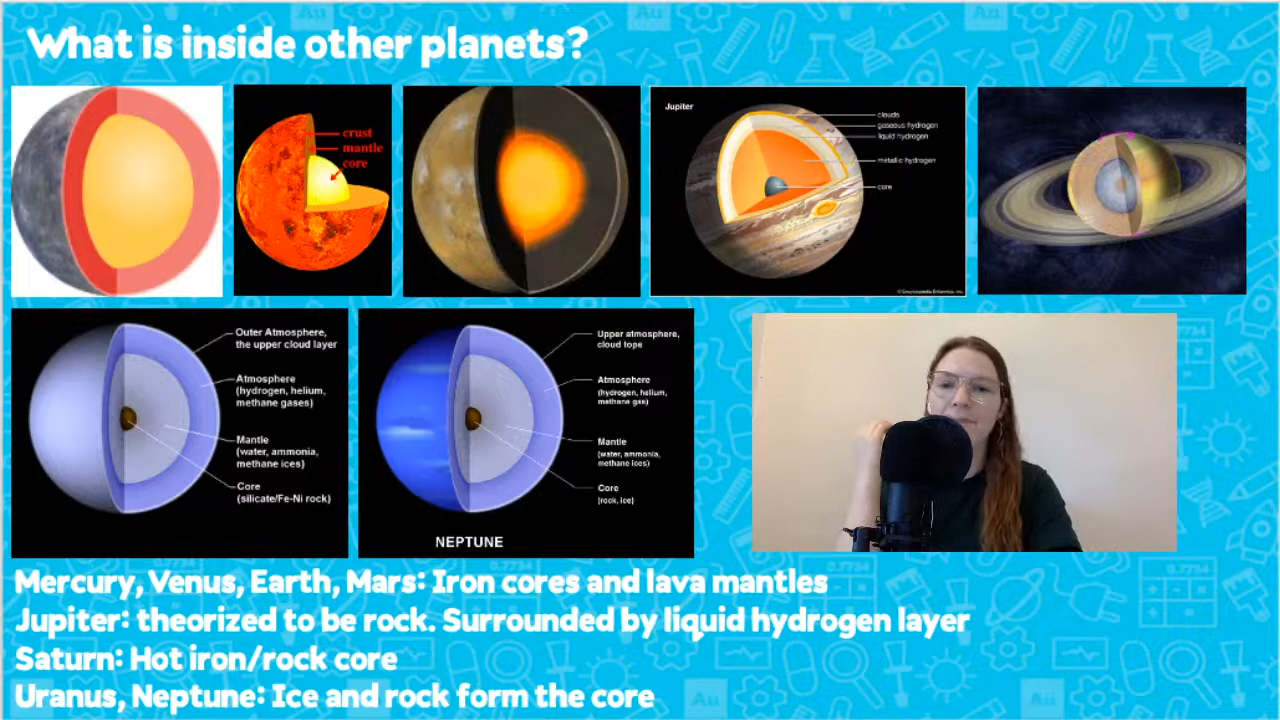 What is inside other planets?
crust
mantle
core
Jupiter
clouds
gaseous hydrogen
liquid hydrogen
metallic hydrogen
core
© Encyclopædia Britannica, Inc.
Outer Atmosphere,
the upper cloud layer
Atmosphere
(hydrogen, helium,
methane gases)
Mantle
(water, ammonia,
methane ices)
Core
(silicate/Fe-Ni rock)
Upper atmosphere,
cloud tops
Atmosphere
(hydrogen, helium,
methane gas)
Mantle
(water, ammonia,
methane ices)
Core
(rock, ice)
NEPTUNE
Mercury, Venus, Earth, Mars: Iron cores and lava mantles
Jupiter: theorized to be rock. Surrounded by liquid hydrogen layer
Saturn: Hot iron/rock core
Uranus, Neptune: Ice and rock form the core